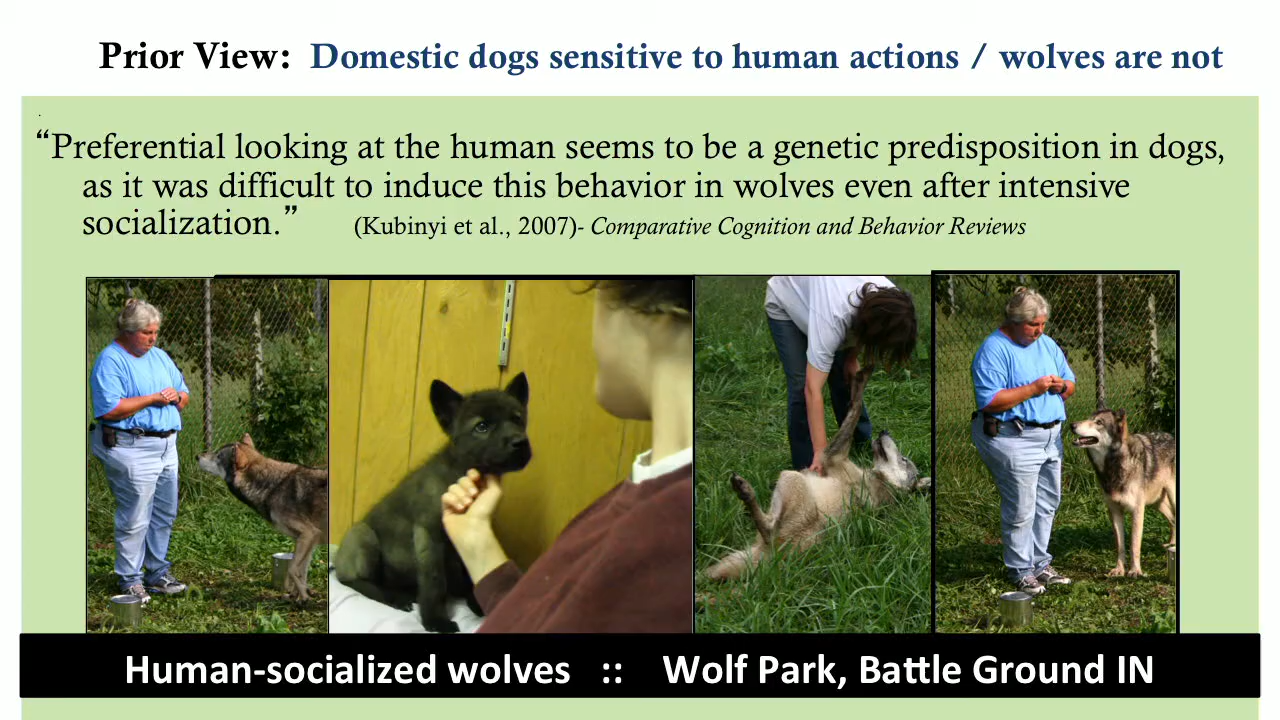 Prior View: Domestic dogs sensitive to human actions / wolves are not
.
“Preferential looking at the human seems to be a genetic predisposition in dogs,
as it was difficult to induce this behavior in wolves even after intensive
socialization.” (Kubinyi et al., 2007)- Comparative Cognition and Behavior Reviews
Human-socialized wolves :: Wolf Park, Battle Ground IN